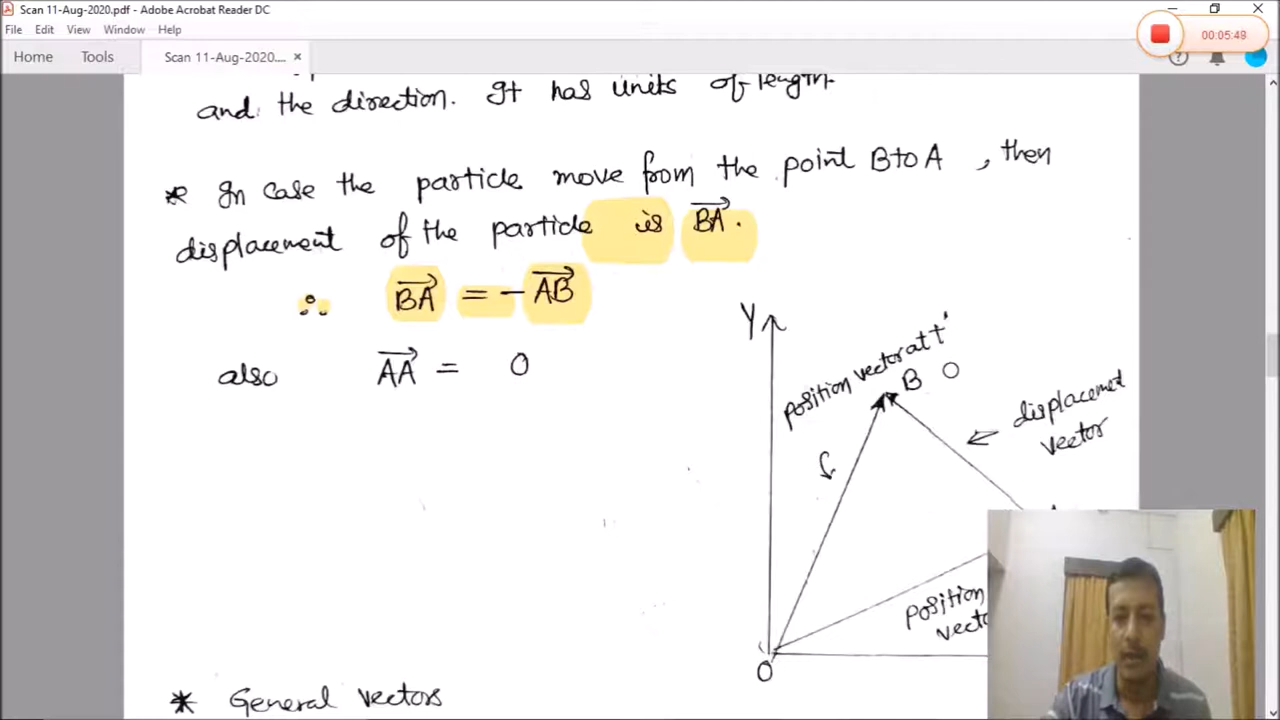 Scan 11-Aug-2020.pdf - Adobe Acrobat Reader DC
File Edit View Window Help
Home Tools Scan 11-Aug-2020.... ×
00:05:48
and the direction. It has units of length.
* In case the particle move from the point B to A, then
displacement of the particle is BA.
∴ BA = - AB
also AA = 0
Y
position vector at t'
B
displacement
vector
position
O
* General vectors